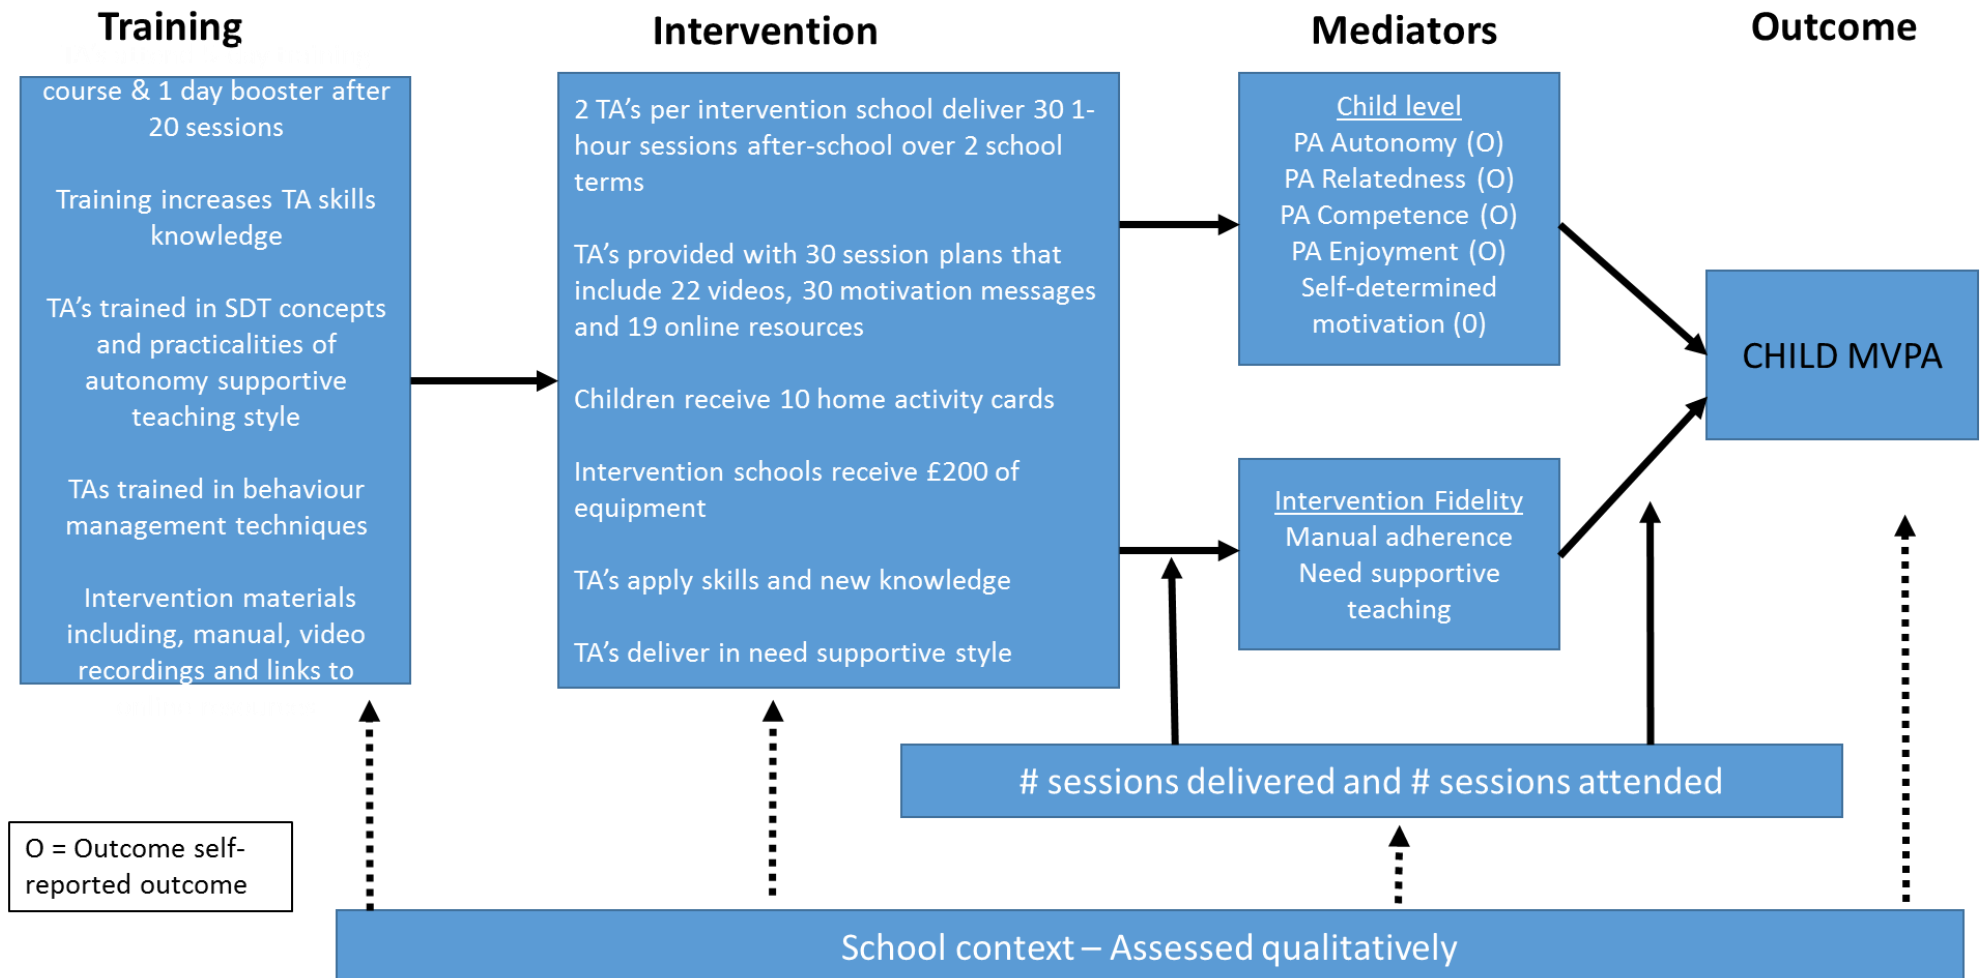 Training
Intervention
Mediators
Outcome
course & 1 day booster after
20 sessions
Training increases TA skills
knowledge
TA’s trained in SDT concepts
and practicalities of
autonomy supportive
teaching style
TAs trained in behaviour
management techniques
Intervention materials
including, manual, video
recordings and links to
2 TA’s per intervention school deliver 30 1-
hour sessions after-school over 2 school
terms
TA’s provided with 30 session plans that
include 22 videos, 30 motivation messages
and 19 online resources
Children receive 10 home activity cards
Intervention schools receive £200 of
equipment
TA’s apply skills and new knowledge
TA’s deliver in need supportive style
Child level
PA Autonomy (O)
PA Relatedness (O)
PA Competence (O)
PA Enjoyment (O)
Self-determined
motivation (0)
Intervention Fidelity
Manual adherence
Need supportive
teaching
CHILD MVPA
# sessions delivered and # sessions attended
O = Outcome self-
reported outcome
School context – Assessed qualitatively